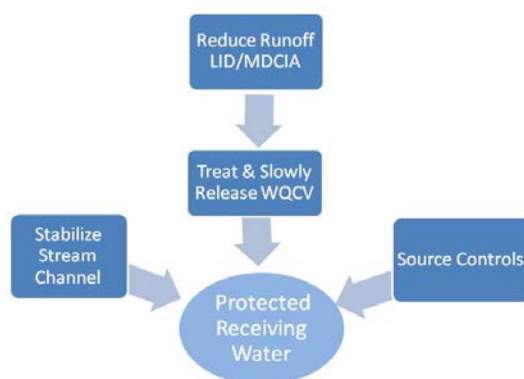 Reduce Runoff
LID/MDCIA
Treat & Slowly
Release WQCV
Stabilize
Stream
Channel
Source Controls
Protected
Receiving
Water